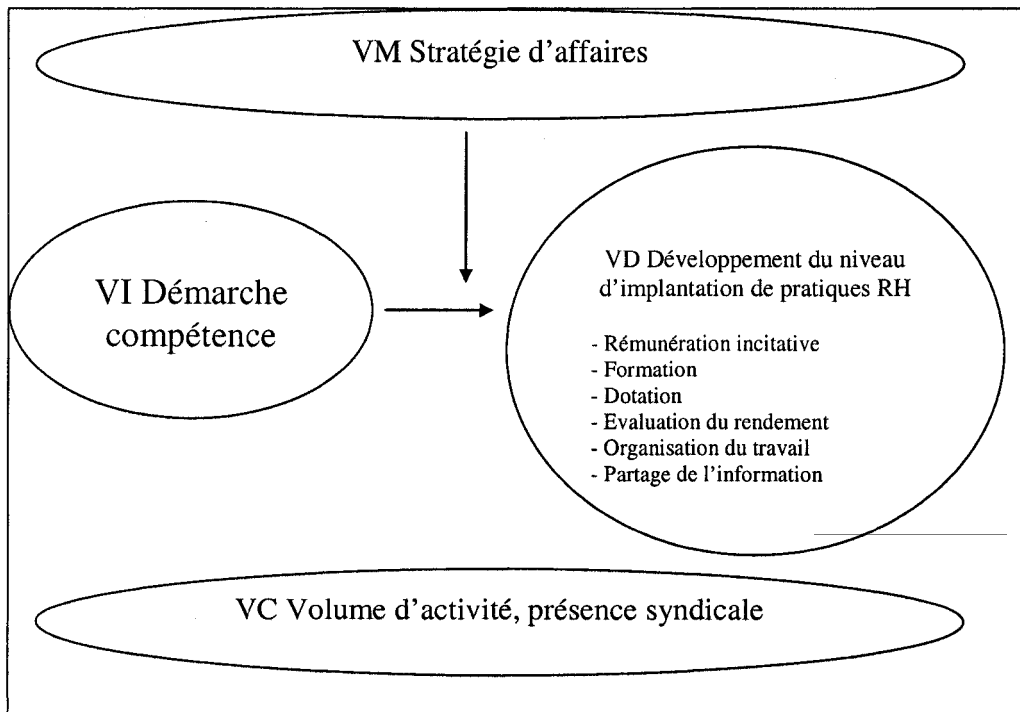 VM Stratégie d'affaires
VI Démarche
compétence
VD Développement du niveau
d'implantation de pratiques RH
- Rémunération incitative
- Formation
- Dotation
- Evaluation du rendement
- Organisation du travail
- Partage de l'information
VC Volume d'activité, présence syndicale